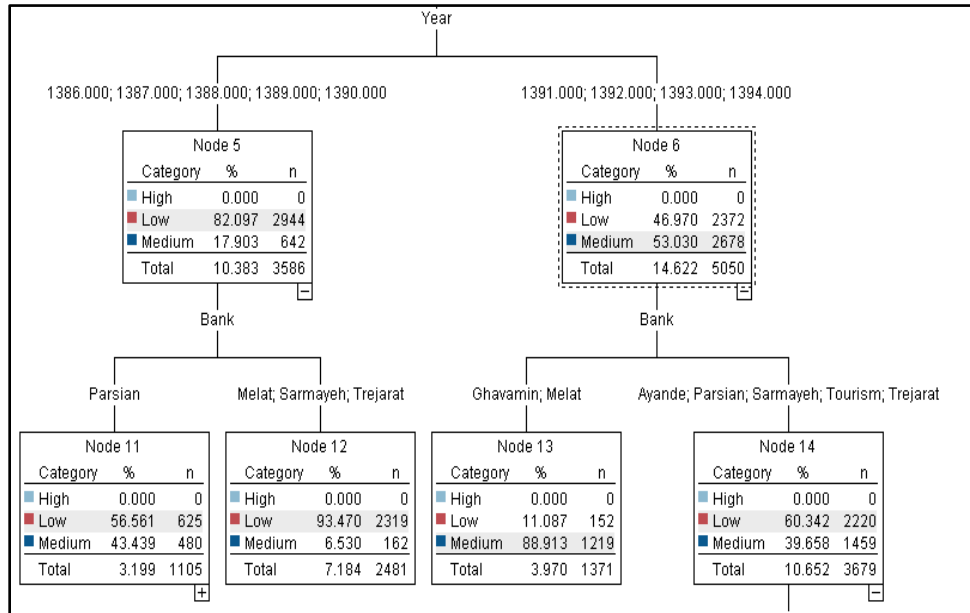 Year
1386.000; 1387.000; 1388.000; 1389.000; 1390.000
1391.000; 1392.000; 1393.000; 1394.000
Node 5
Category % n
High 0.000 0
Low 82.097 2944
Medium 17.903 642
Total 10.383 3586
Node 6
Category % n
High 0.000 0
Low 46.970 2372
Medium 53.030 2678
Total 14.622 5050
Bank
Bank
Parsian
Melat; Sarmayeh; Trejarat
Ghavamin; Melat
Ayande; Parsian; Sarmayeh; Tourism; Trejarat
Node 11
Category % n
High 0.000 0
Low 56.561 625
Medium 43.439 480
Total 3.199 1105
Node 12
Category % n
High 0.000 0
Low 93.470 2319
Medium 6.530 162
Total 7.184 2481
Node 13
Category % n
High 0.000 0
Low 11.087 152
Medium 88.913 1219
Total 3.970 1371
Node 14
Category % n
High 0.000 0
Low 60.342 2220
Medium 39.658 1459
Total 10.652 3679